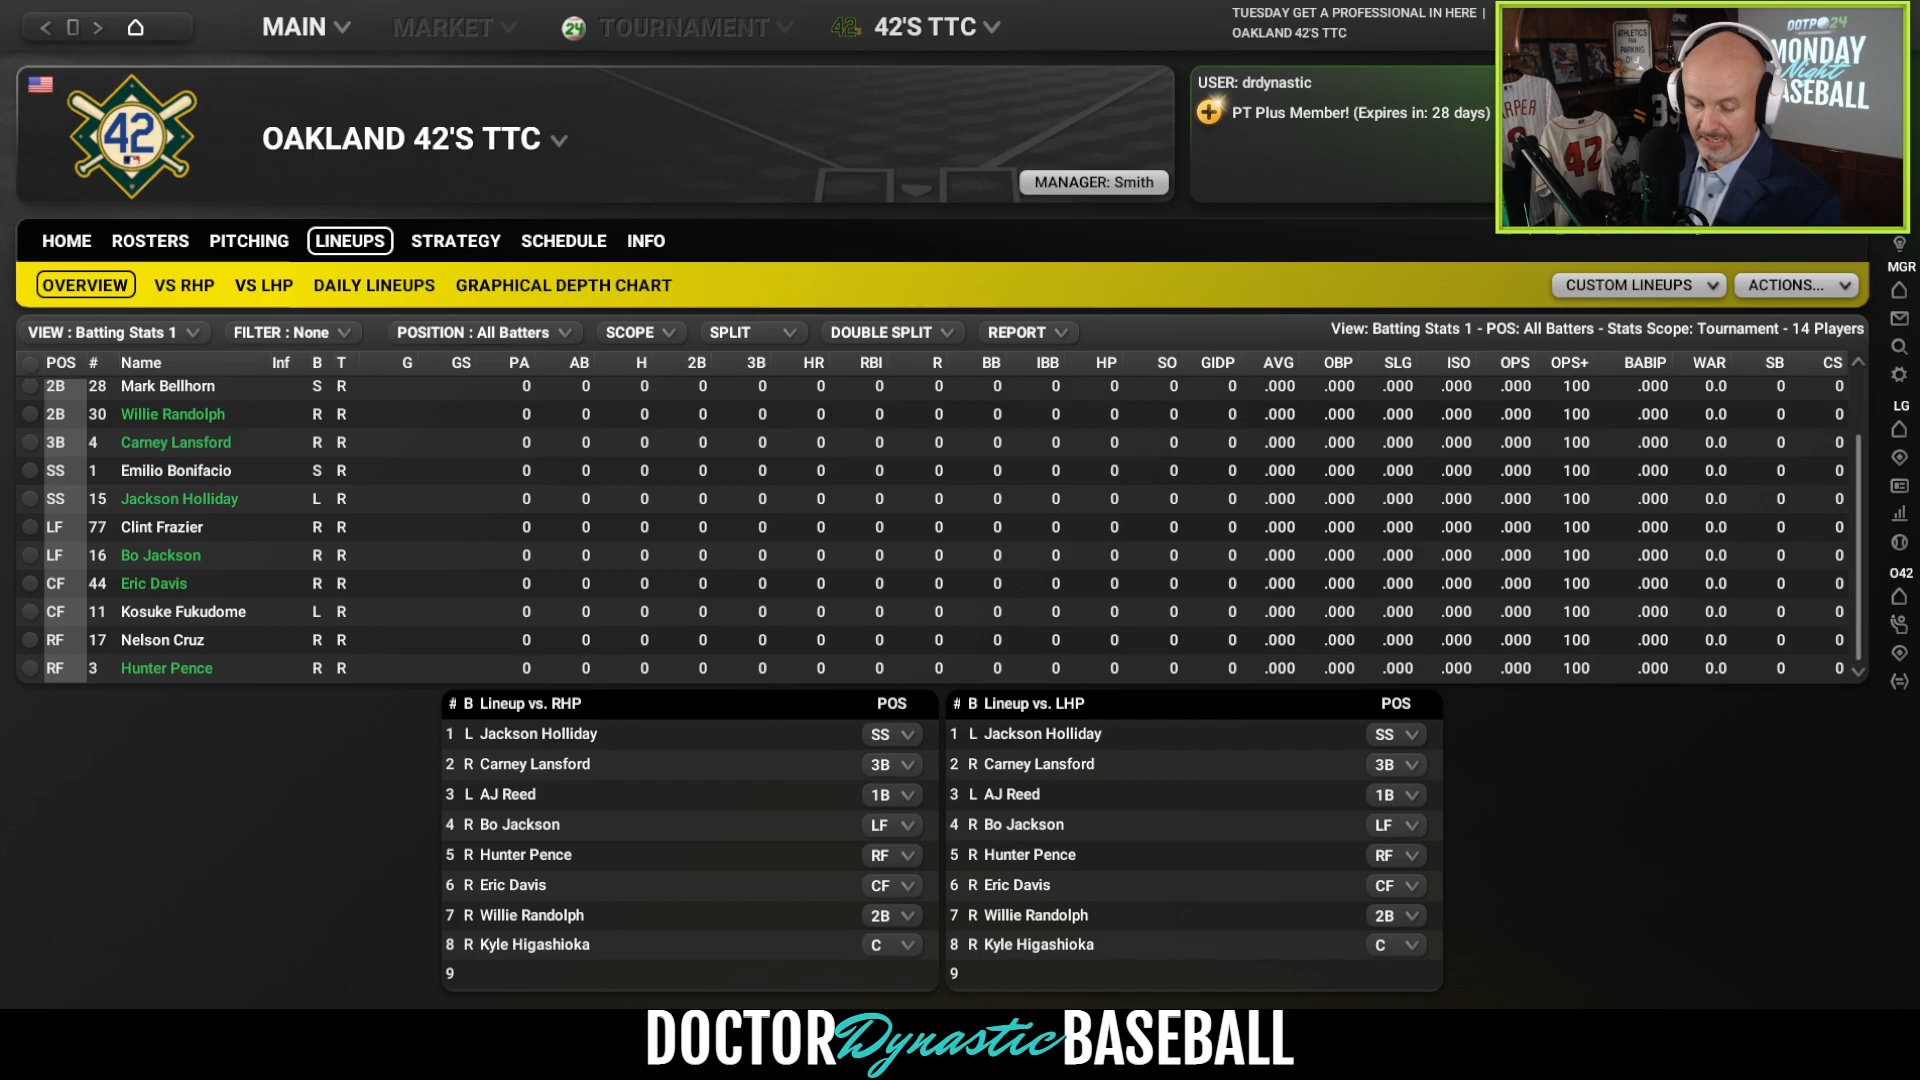 MAIN MARKET 24 TOURNAMENT 42 42'S TTC
TUESDAY GET A PROFESSIONAL IN HERE |
OAKLAND 42'S TTC
42
OAKLAND 42'S TTC
MANAGER: Smith
USER: drdynastic
PT Plus Member! (Expires in: 28 days)
ATHLETICS
FAN
PARKING
OOTP 24
MONDAY
Night
BASEBALL
42
HOME ROSTERS PITCHING LINEUPS STRATEGY SCHEDULE INFO
OVERVIEW VS RHP VS LHP DAILY LINEUPS GRAPHICAL DEPTH CHART CUSTOM LINEUPS ACTIONS...
VIEW : Batting Stats 1 FILTER : None POSITION : All Batters SCOPE SPLIT DOUBLE SPLIT REPORT View: Batting Stats 1 - POS: All Batters - Stats Scope: Tournament - 14 Players
POS # Name Inf B T G GS PA AB H 2B 3B HR RBI R BB IBB HP SO GIDP AVG OBP SLG ISO OPS OPS+ BABIP WAR SB CS
2B 28 Mark Bellhorn S R 0 0 0 0 0 0 0 0 0 0 0 0 0 .000 .000 .000 .000 .000 100 .000 0.0 0 0
2B 30 Willie Randolph R R 0 0 0 0 0 0 0 0 0 0 0 0 0 .000 .000 .000 .000 .000 100 .000 0.0 0 0
3B 4 Carney Lansford R R 0 0 0 0 0 0 0 0 0 0 0 0 0 .000 .000 .000 .000 .000 100 .000 0.0 0 0
SS 1 Emilio Bonifacio S R 0 0 0 0 0 0 0 0 0 0 0 0 0 .000 .000 .000 .000 .000 100 .000 0.0 0 0
SS 15 Jackson Holliday L R 0 0 0 0 0 0 0 0 0 0 0 0 0 .000 .000 .000 .000 .000 100 .000 0.0 0 0
LF 77 Clint Frazier R R 0 0 0 0 0 0 0 0 0 0 0 0 0 .000 .000 .000 .000 .000 100 .000 0.0 0 0
LF 16 Bo Jackson R R 0 0 0 0 0 0 0 0 0 0 0 0 0 .000 .000 .000 .000 .000 100 .000 0.0 0 0
CF 44 Eric Davis R R 0 0 0 0 0 0 0 0 0 0 0 0 0 .000 .000 .000 .000 .000 100 .000 0.0 0 0
CF 11 Kosuke Fukudome L R 0 0 0 0 0 0 0 0 0 0 0 0 0 .000 .000 .000 .000 .000 100 .000 0.0 0 0
RF 17 Nelson Cruz R R 0 0 0 0 0 0 0 0 0 0 0 0 0 .000 .000 .000 .000 .000 100 .000 0.0 0 0
RF 3 Hunter Pence R R 0 0 0 0 0 0 0 0 0 0 0 0 0 .000 .000 .000 .000 .000 100 .000 0.0 0 0
MGR
LG
O42
# B Lineup vs. RHP POS
1 L Jackson Holliday SS
2 R Carney Lansford 3B
3 L AJ Reed 1B
4 R Bo Jackson LF
5 R Hunter Pence RF
6 R Eric Davis CF
7 R Willie Randolph 2B
8 R Kyle Higashioka C
9
# B Lineup vs. LHP POS
1 L Jackson Holliday SS
2 R Carney Lansford 3B
3 L AJ Reed 1B
4 R Bo Jackson LF
5 R Hunter Pence RF
6 R Eric Davis CF
7 R Willie Randolph 2B
8 R Kyle Higashioka C
9
DOCTOR Dynastic BASEBALL